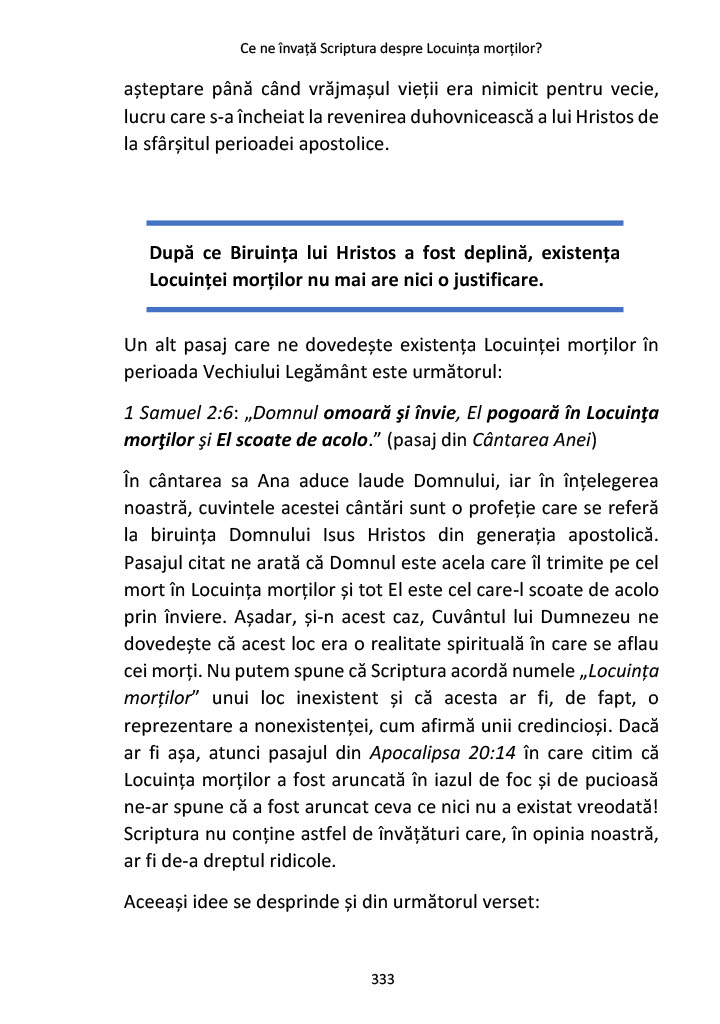 Ce ne învață Scriptura despre Locuința morților?
așteptare până când vrăjmașul vieții era nimicit pentru vecie,
lucru care s-a încheiat la revenirea duhovnicească a lui Hristos de
la sfârșitul perioadei apostolice.
După ce Biruința lui Hristos a fost deplină, existența
Locuinței morților nu mai are nici o justificare.
Un alt pasaj care ne dovedește existența Locuinței morților în
perioada Vechiului Legământ este următorul:
1 Samuel 2:6: „Domnul omoară şi învie, El pogoară în Locuinţa
morţilor şi El scoate de acolo.” (pasaj din Cântarea Anei)
În cântarea sa Ana aduce laude Domnului, iar în înțelegerea
noastră, cuvintele acestei cântări sunt o profeție care se referă
la biruința Domnului Isus Hristos din generația apostolică.
Pasajul citat ne arată că Domnul este acela care îl trimite pe cel
mort în Locuința morților și tot El este cel care-l scoate de acolo
prin înviere. Așadar, și-n acest caz, Cuvântul lui Dumnezeu ne
dovedește că acest loc era o realitate spirituală în care se aflau
cei morți. Nu putem spune că Scriptura acordă numele „Locuința
morților” unui loc inexistent și că acesta ar fi, de fapt, o
reprezentare a nonexistenței, cum afirmă unii credincioși. Dacă
ar fi așa, atunci pasajul din Apocalipsa 20:14 în care citim că
Locuința morților a fost aruncată în iazul de foc și de pucioasă
ne-ar spune că a fost aruncat ceva ce nici nu a existat vreodată!
Scriptura nu conține astfel de învățături care, în opinia noastră,
ar fi de-a dreptul ridicole.
Aceeași idee se desprinde și din următorul verset:
333